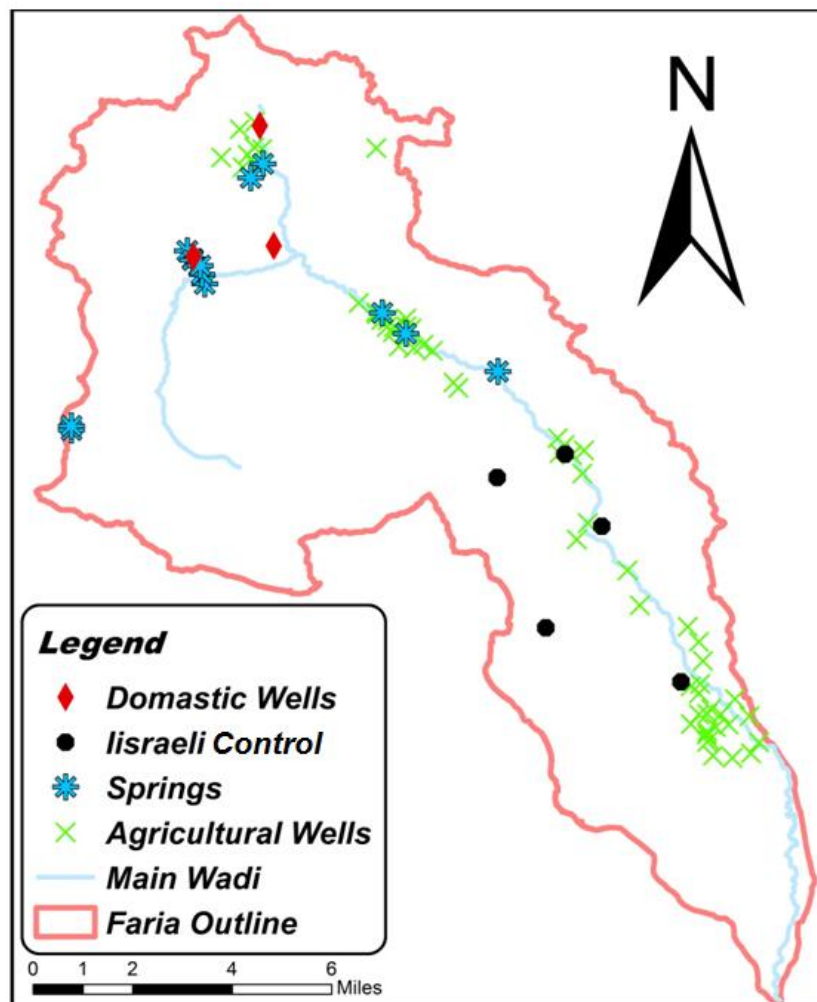 N
Legend
Domastic Wells
Iisraeli Control
Springs
Agricultural Wells
Main Wadi
Faria Outline
0 1 2 4 6
Miles